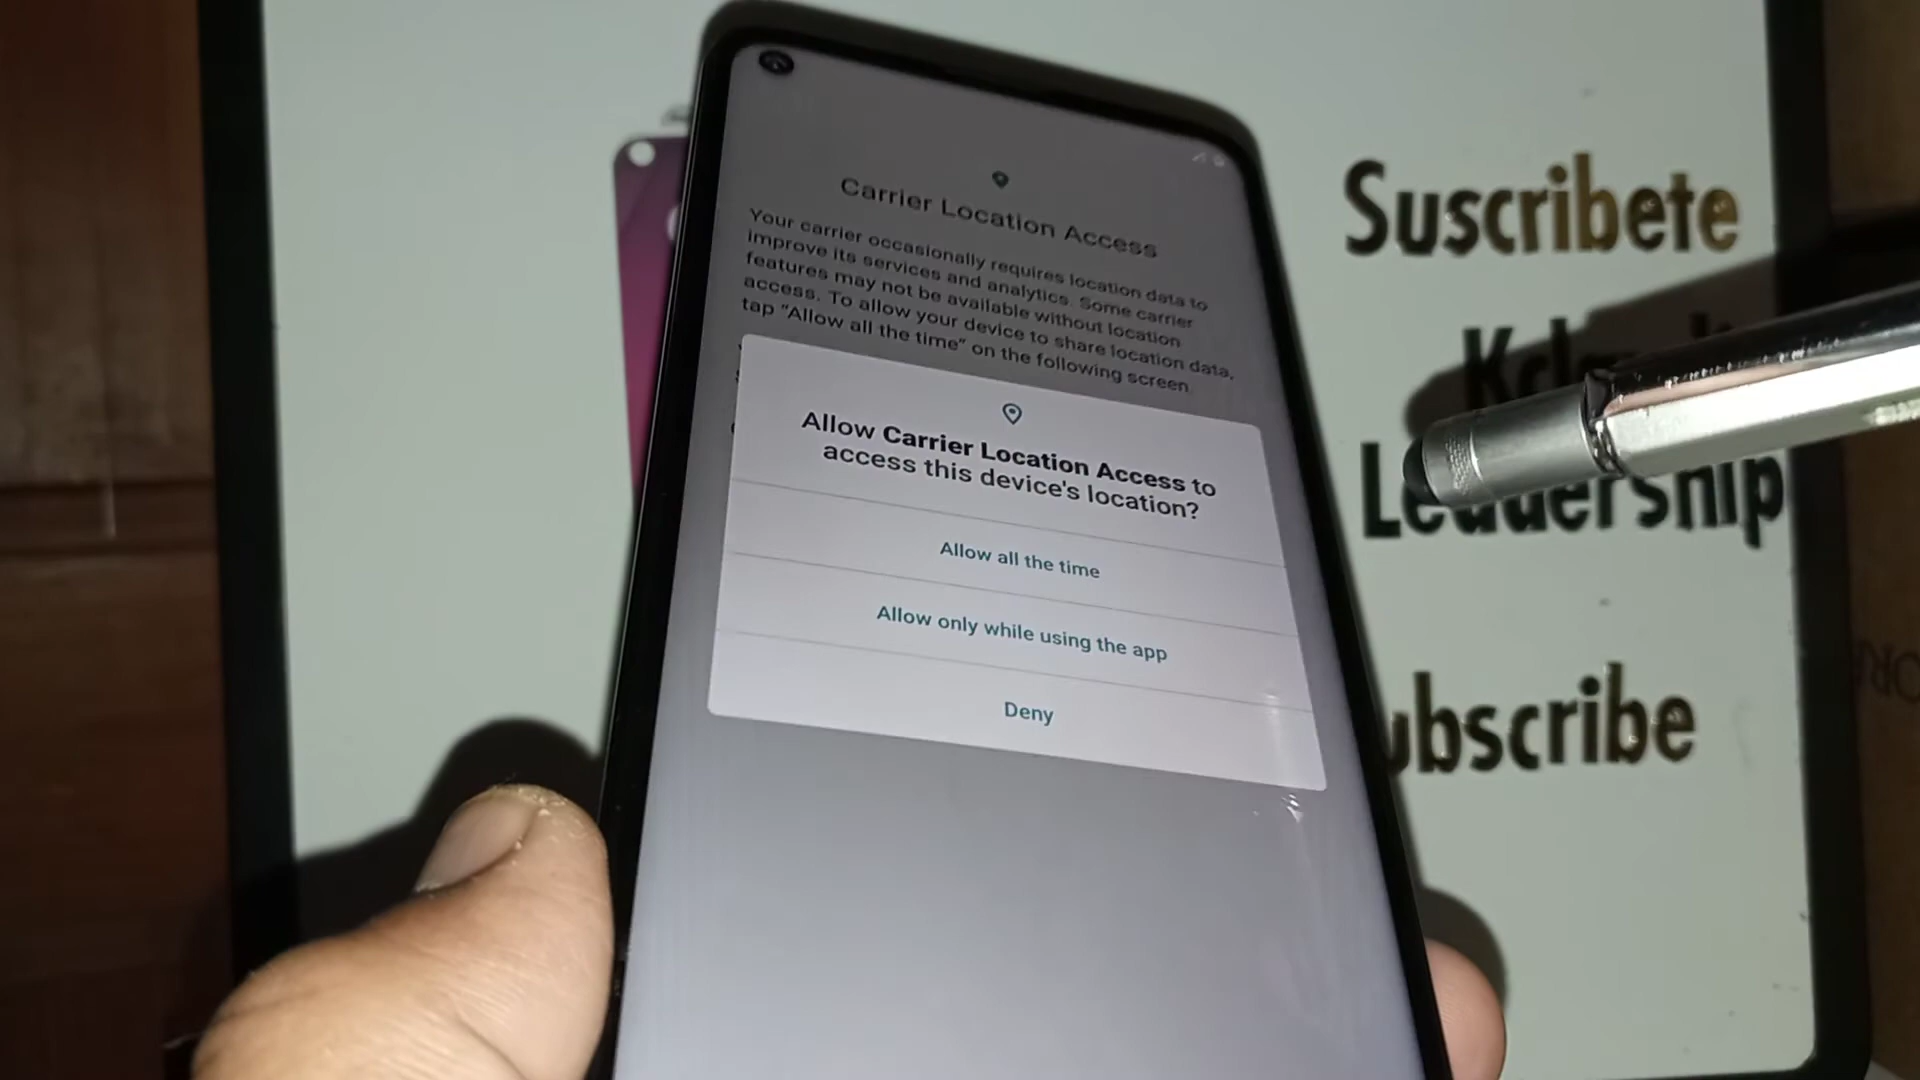 Carrier Location Access
Your carrier occasionally requires location data to
improve its services and analytics. Some carrier
features may not be available without location
access. To allow your device to share location data,
tap "Allow all the time" on the following screen.
Allow Carrier Location Access to
access this device's location?
Allow all the time
Allow only while using the app
Deny
Suscribete
Leadership
ubscribe